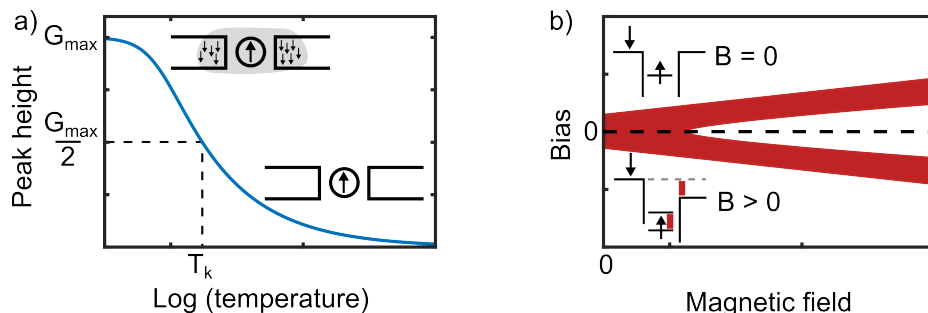 a)
G_max
G_max
2
Peak height
T_k
Log (temperature)
b)
B = 0
Bias
0
B > 0
0
Magnetic field